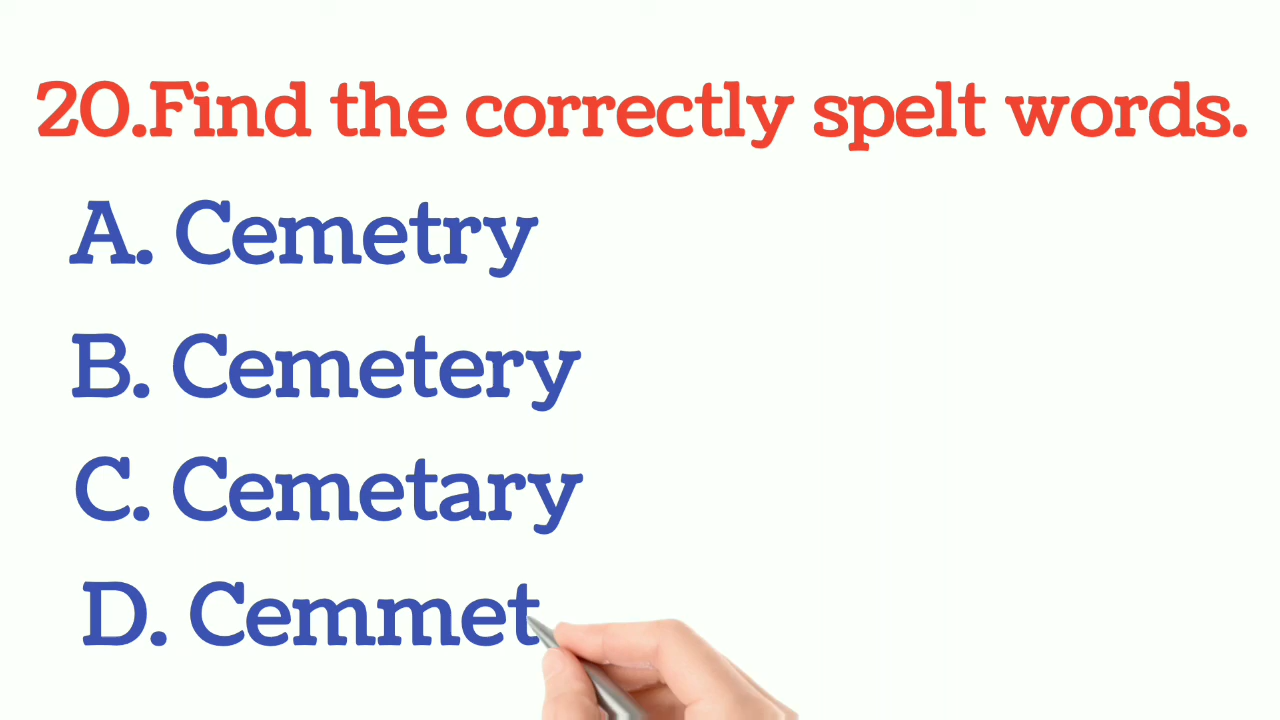 20.Find the correctly spelt words.
A. Cemetry
B. Cemetery
C. Cemetary
D. Cemmet